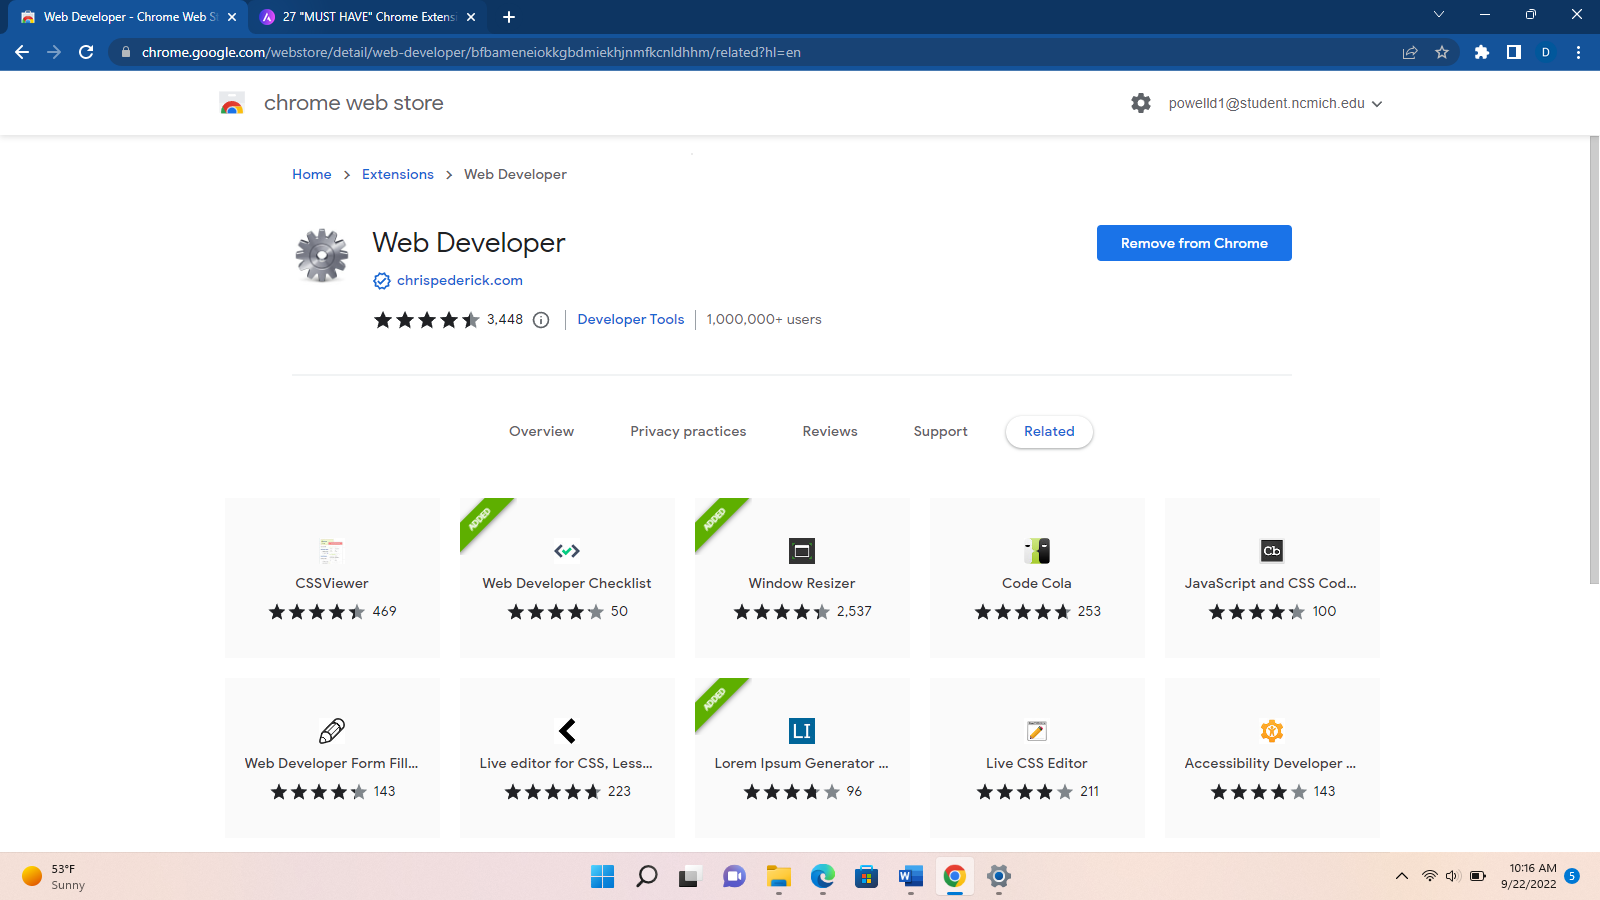 Web Developer - Chrome Web St
27 "MUST HAVE" Chrome Extensi
chrome.google.com/webstore/detail/web-developer/bfbameneiokkgbdmiekhjnmfkcnldhhm/related?hl=en
D
chrome web store
powelld1@student.ncmich.edu
Home > Extensions > Web Developer
Web Developer
Remove from Chrome
chrispederick.com
3,448
Developer Tools
1,000,000+ users
Overview
Privacy practices
Reviews
Support
Related
ADDED
ADDED
Cb
CSSViewer
Web Developer Checklist
Window Resizer
Code Cola
JavaScript and CSS Cod...
469
50
2,537
253
100
ADDED
LI
Web Developer Form Fill...
Live editor for CSS, Less...
Lorem Ipsum Generator ...
Live CSS Editor
Accessibility Developer ...
143
223
96
211
143
53°F
Sunny
W
10:16 AM
9/22/2022
5